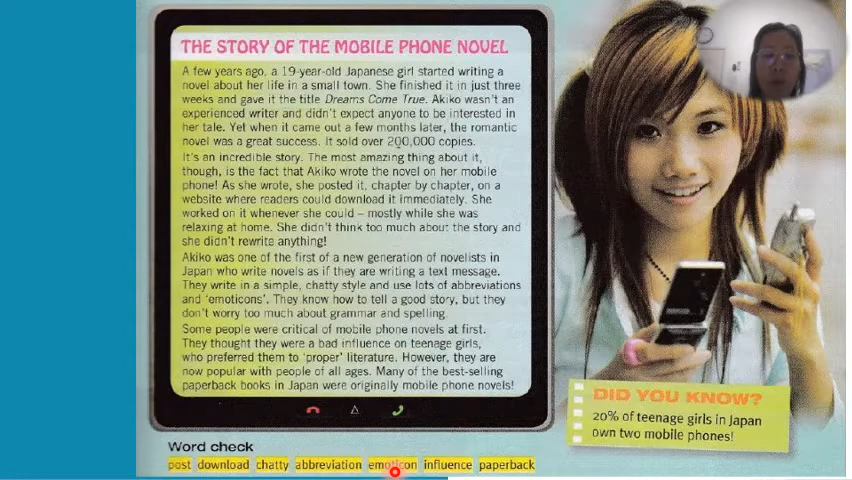 THE STORY OF THE MOBILE PHONE NOVEL
A few years ago, a 19-year-old Japanese girl started writing a
novel about her life in a small town. She finished it in just three
weeks and gave it the title Dreams Come True. Akiko wasn't an
experienced writer and didn't expect anyone to be interested in
her tale. Yet when it came out a few months later, the romantic
novel was a great success. It sold over 200,000 copies.
It's an incredible story. The most amazing thing about it,
though, is the fact that Akiko wrote the novel on her mobile
phone! As she wrote, she posted it, chapter by chapter, on a
website where readers could download it immediately. She
worked on it whenever she could – mostly while she was
relaxing at home. She didn't think too much about the story and
she didn't rewrite anything!
Akiko was one of the first of a new generation of novelists in
Japan who write novels as if they are writing a text message.
They write in a simple, chatty style and use lots of abbreviations
and 'emoticons'. They know how to tell a good story, but they
don't worry too much about grammar and spelling.
Some people were critical of mobile phone novels at first.
They thought they were a bad influence on teenage girls,
who preferred them to 'proper' literature. However, they are
now popular with people of all ages. Many of the best-selling
paperback books in Japan were originally mobile phone novels!
DID YOU KNOW?
20% of teenage girls in Japan
own two mobile phones!
Word check
post download chatty abbreviation emoticon influence paperback